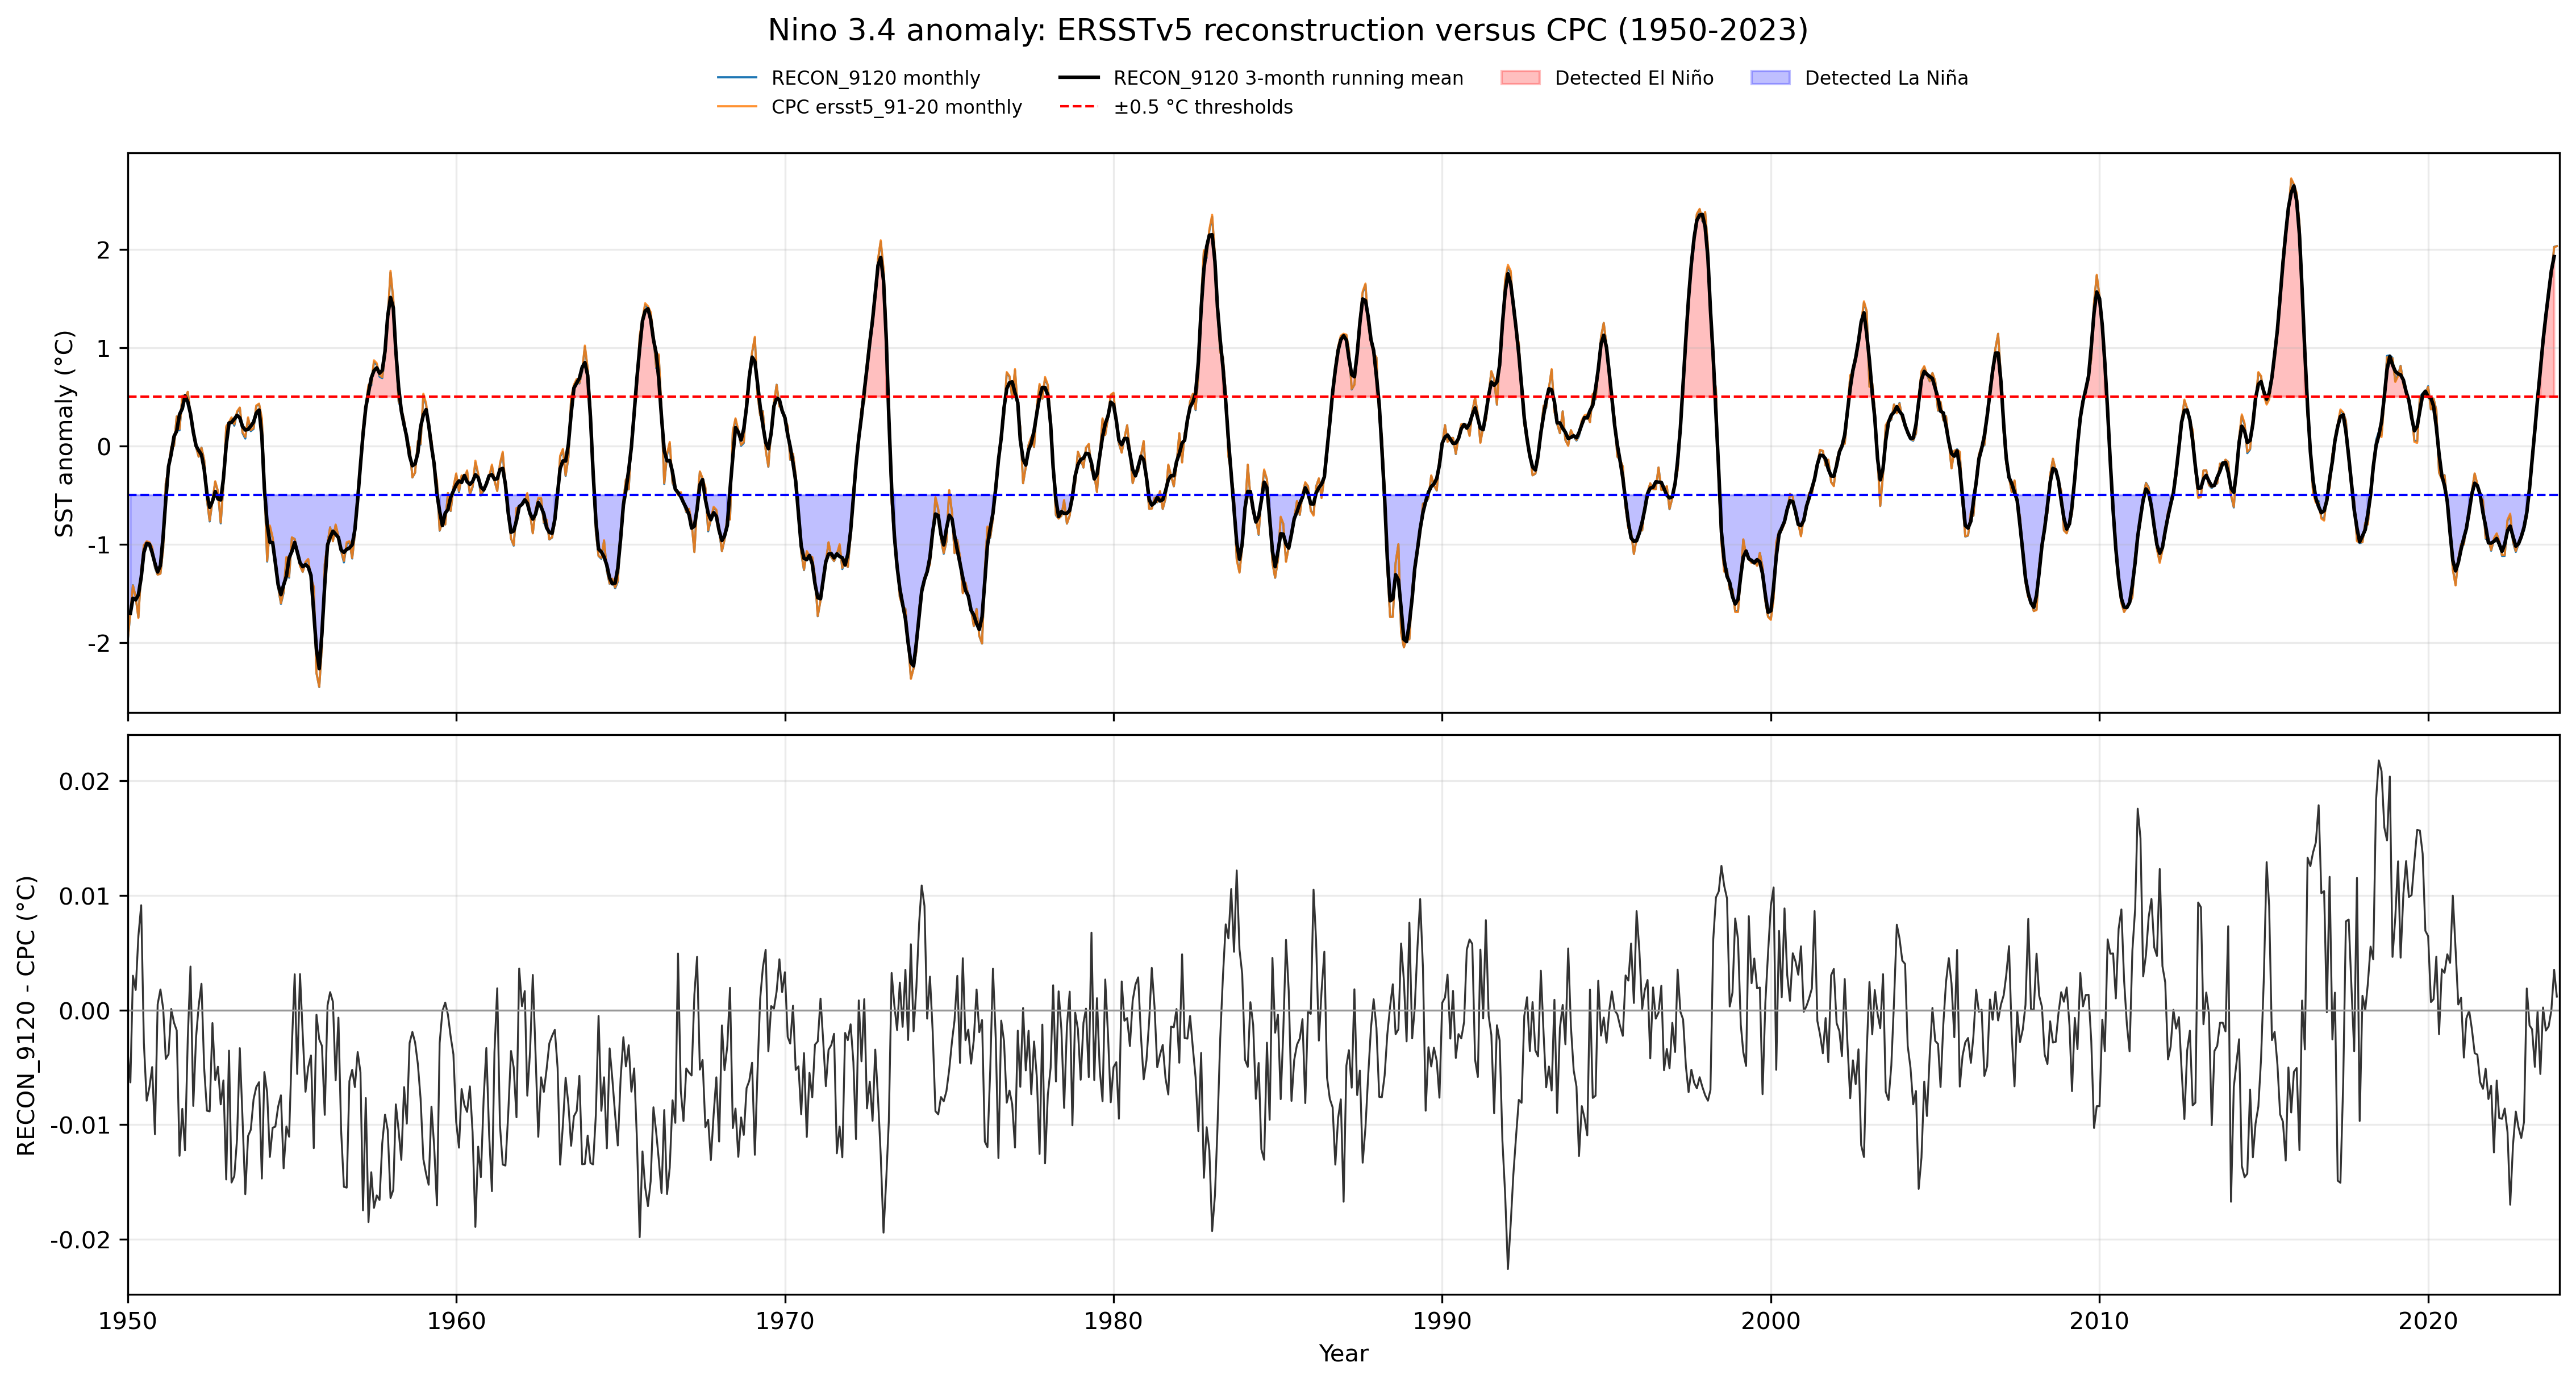 Nino 3.4 anomaly: ERSSTv5 reconstruction versus CPC (1950-2023)
RECON_9120 monthly
CPC ersst5_91-20 monthly
RECON_9120 3-month running mean
±0.5 °C thresholds
Detected El Niño
Detected La Niña
SST anomaly (°C)
2
1
0
-1
-2
RECON_9120 - CPC (°C)
0.02
0.01
0.00
-0.01
-0.02
1950 1960 1970 1980 1990 2000 2010 2020
Year